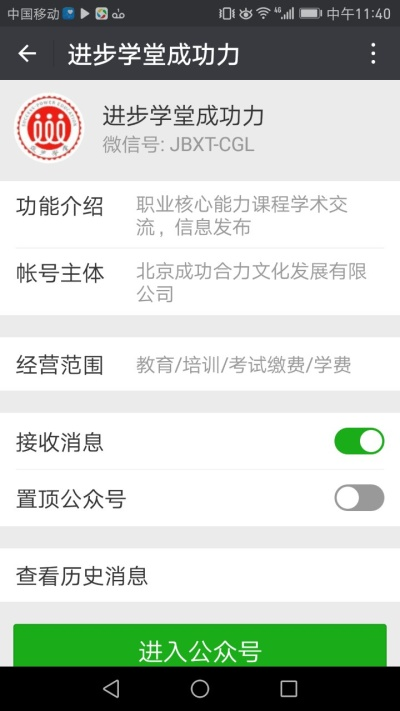 中国移动 4G 中午11:40
进步学堂成功力
进步学堂成功力
微信号: JBXT-CGL
功能介绍 职业核心能力课程学术交
流，信息发布
帐号主体 北京成功合力文化发展有限
公司
经营范围 教育/培训/考试缴费/学费
接收消息
置顶公众号
查看历史消息
进入公众号